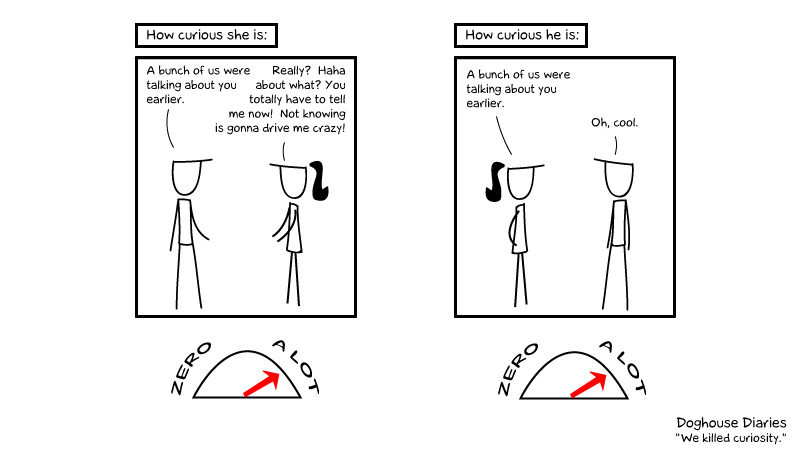 How curious she is:
A bunch of us were
talking about you
earlier.
Really? Haha
about what? You
totally have to tell
me now! Not knowing
is gonna drive me crazy!
ZERO
A LOT
How curious he is:
A bunch of us were
talking about you
earlier.
Oh, cool.
ZERO
A LOT
Doghouse Diaries
"We killed curiosity."